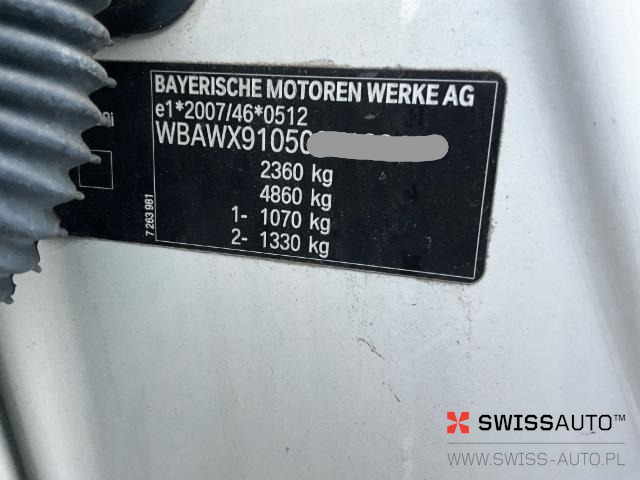 BAYERISCHE MOTOREN WERKE AG
e1*2007/46*0512
WBAWX91050
2360 kg
4860 kg
1- 1070 kg
2- 1330 kg
7 263 981
SWISSAUTO™
WWW.SWISS-AUTO.PL